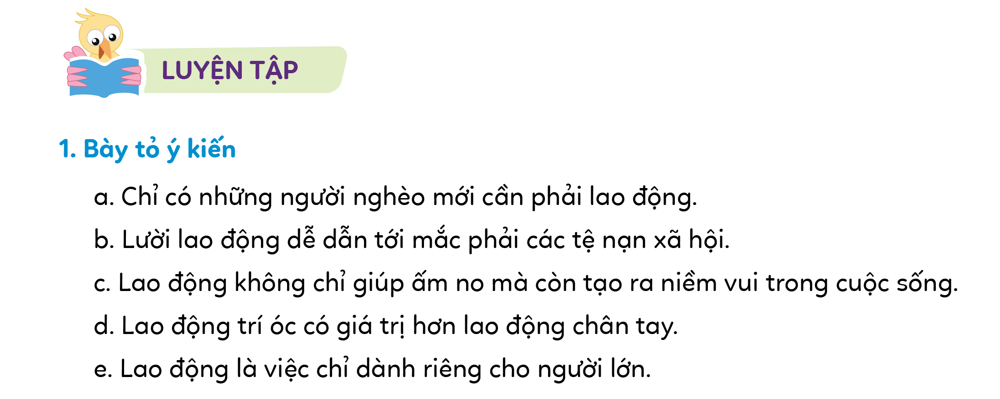 LUYỆN TẬP
1. Bày tỏ ý kiến
a. Chỉ có những người nghèo mới cần phải lao động.
b. Lười lao động dễ dẫn tới mắc phải các tệ nạn xã hội.
c. Lao động không chỉ giúp ấm no mà còn tạo ra niềm vui trong cuộc sống.
d. Lao động trí óc có giá trị hơn lao động chân tay.
e. Lao động là việc chỉ dành riêng cho người lớn.